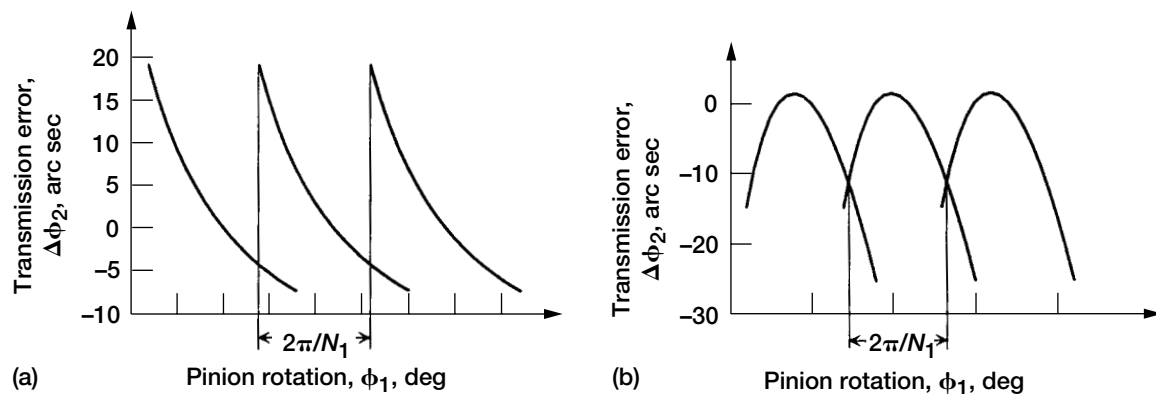 Transmission error,
Δϕ2, arc sec
20
15
10
5
0
−5
−10
2π/N1
(a)
Pinion rotation, ϕ1, deg
Transmission error,
Δϕ2, arc sec
0
−10
−20
−30
2π/N1
(b)
Pinion rotation, ϕ1, deg